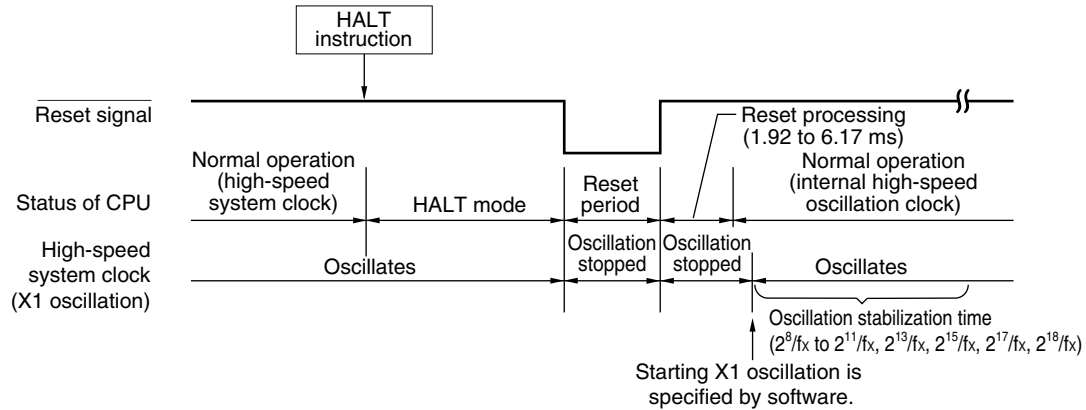 HALT
instruction
Reset signal
Reset processing
(1.92 to 6.17 ms)
Status of CPU
Normal operation
(high-speed
system clock)
HALT mode
Reset
period
Normal operation
(internal high-speed
oscillation clock)
High-speed
system clock
(X1 oscillation)
Oscillates
Oscillation
stopped
Oscillation
stopped
Oscillates
Oscillation stabilization time
(2⁸/fX to 2¹¹/fX, 2¹³/fX, 2¹⁵/fX, 2¹⁷/fX, 2¹⁸/fX)
Starting X1 oscillation is
specified by software.